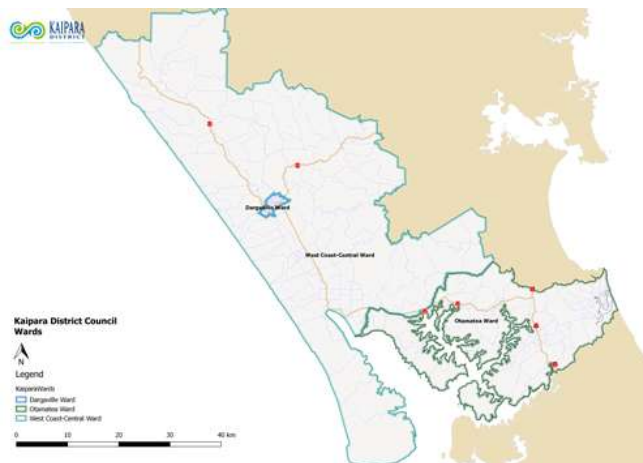 KAIPARA
DISTRICT
Dargaville Ward
West Coast-Central Ward
Otamatea Ward
Kaipara District Council
Wards
N
Legend
KaiparaWards
Dargaville Ward
Otamatea Ward
West Coast-Central Ward
0 10 20 30 40 km